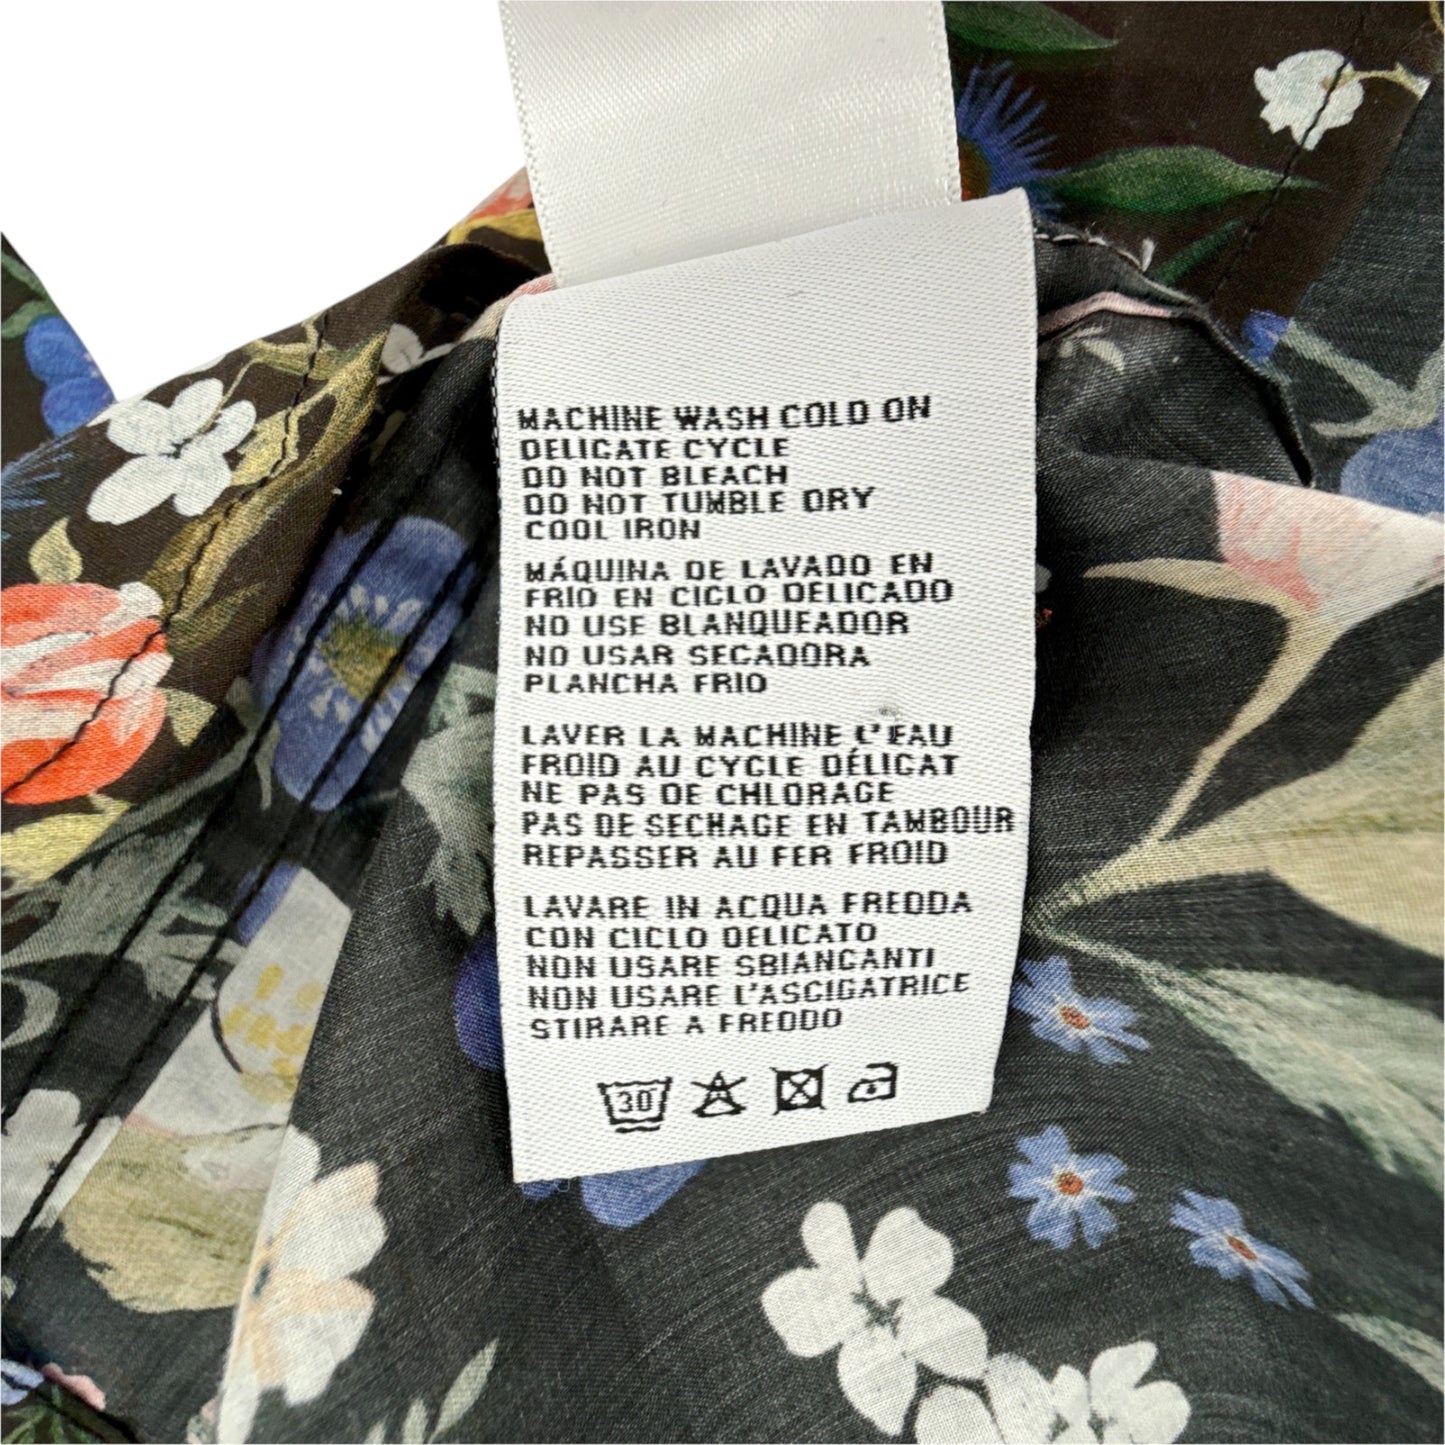 MACHINE WASH COLD ON
DELICATE CYCLE
DO NOT BLEACH
DO NOT TUMBLE DRY
COOL IRON
MÁQUINA DE LAVADO EN
FRIO EN CICLO DELICADO
NO USE BLANQUEADOR
NO USAR SECADORA
PLANCHA FRIO
LAVER LA MACHINE L'EAU
FROID AU CYCLE DÉLICAT
NE PAS DE CHLORAGE
PAS DE SECHAGE EN TAMBOUR
REPASSER AU FER FROID
LAVARE IN ACQUA FREDDA
CON CICLO DELICATO
NON USARE SBIANCANTI
NON USARE L'ASCIGATRICE
STIRARE A FREDDO
30°